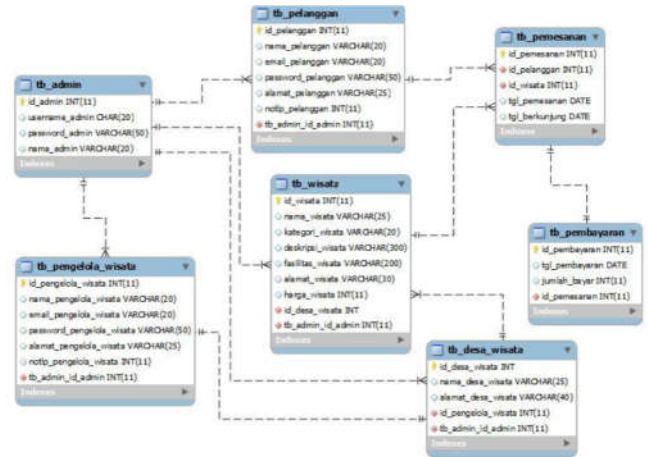 tb_pelanggan
id_pelanggan INT(11)
nama_pelanggan VARCHAR(20)
email_pelanggan VARCHAR(20)
password_pelanggan VARCHAR(50)
alamat_pelanggan VARCHAR(25)
notlp_pelanggan INT(11)
tb_admin_id_admin INT(11)
Indexes
tb_pemesanan
id_pemesanan INT(11)
id_pelanggan INT(11)
id_wisata INT(11)
tgl_pemesanan DATE
tgl_berkunjung DATE
Indexes
tb_admin
id_admin INT(11)
username_admin CHAR(20)
password_admin VARCHAR(50)
nama_admin VARCHAR(20)
Indexes
tb_wisata
id_wisata INT(11)
nama_wisata VARCHAR(25)
kategori_wisata VARCHAR(20)
deskripsi_wisata VARCHAR(300)
fasilitas_wisata VARCHAR(200)
alamat_wisata VARCHAR(30)
harga_wisata INT(11)
id_desa_wisata INT
tb_admin_id_admin INT(11)
Indexes
tb_pembayaran
id_pembayaran INT(11)
tgl_pembayaran DATE
jumlah_bayar INT(11)
id_pemesanan INT(11)
Indexes
tb_pengelola_wisata
id_pengelola_wisata INT(11)
nama_pengelola_wisata VARCHAR(20)
email_pengelola_wisata VARCHAR(20)
password_pengelola_wisata VARCHAR(50)
alamat_pengelola_wisata VARCHAR(25)
notlp_pengelola_wisata INT(11)
tb_admin_id_admin INT(11)
Indexes
tb_desa_wisata
id_desa_wisata INT
nama_desa_wisata VARCHAR(25)
alamat_desa_wisata VARCHAR(40)
id_pengelola_wisata INT(11)
tb_admin_id_admin INT(11)
Indexes